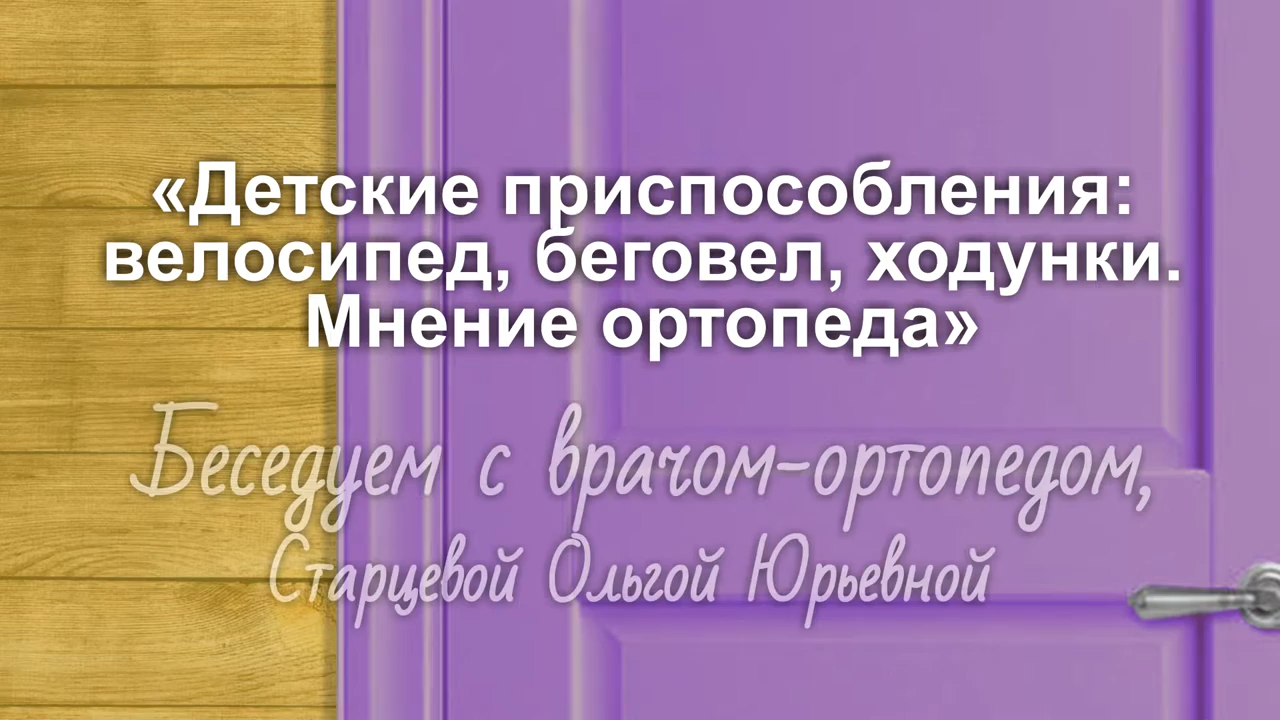 «Детские приспособления:
велосипед, беговел, ходунки.
Мнение ортопеда»
Беседуем с врачом-ортопедом,
Старцевой Ольгой Юрьевной